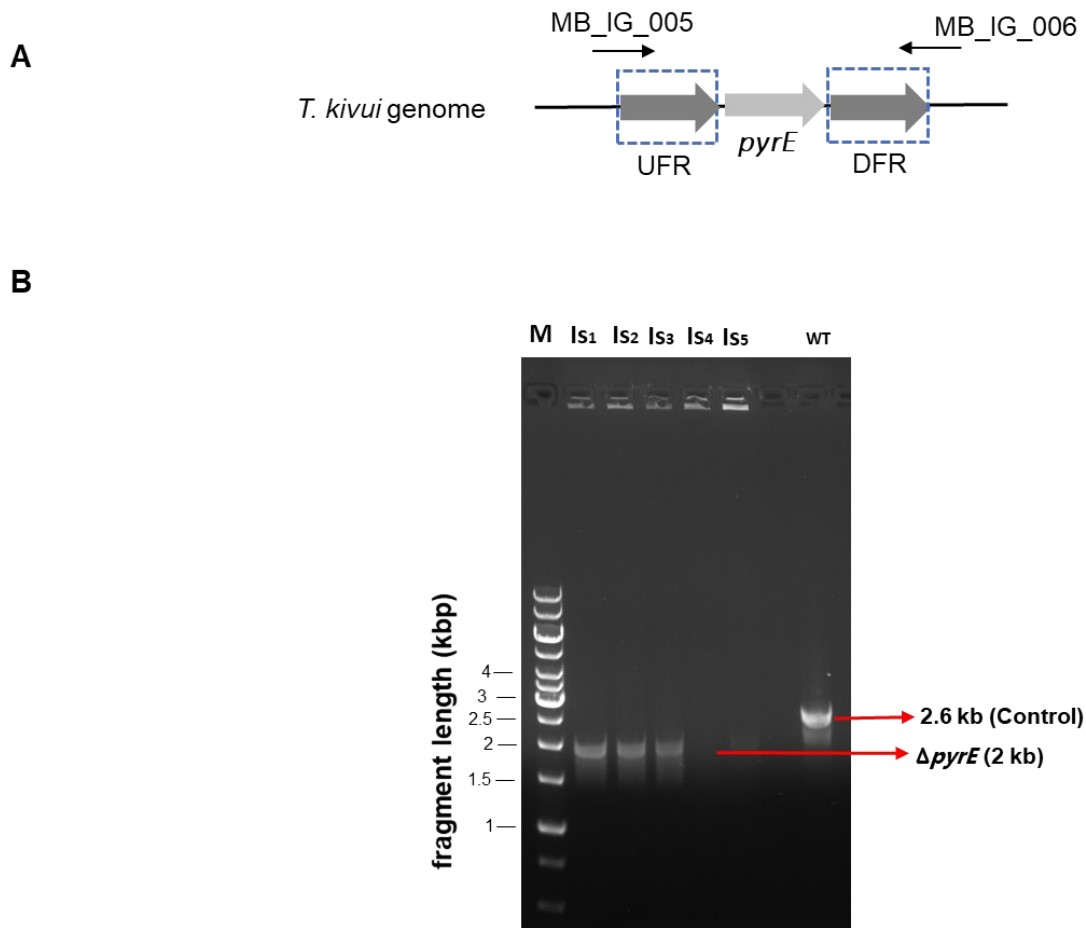 A
MB_IG_005
MB_IG_006
T. kivui genome
pyrE
UFR
DFR
B
M Is1 Is2 Is3 Is4 Is5 WT
fragment length (kbp)
4
3
2.5
2
1.5
1
2.6 kb (Control)
ΔpyrE (2 kb)